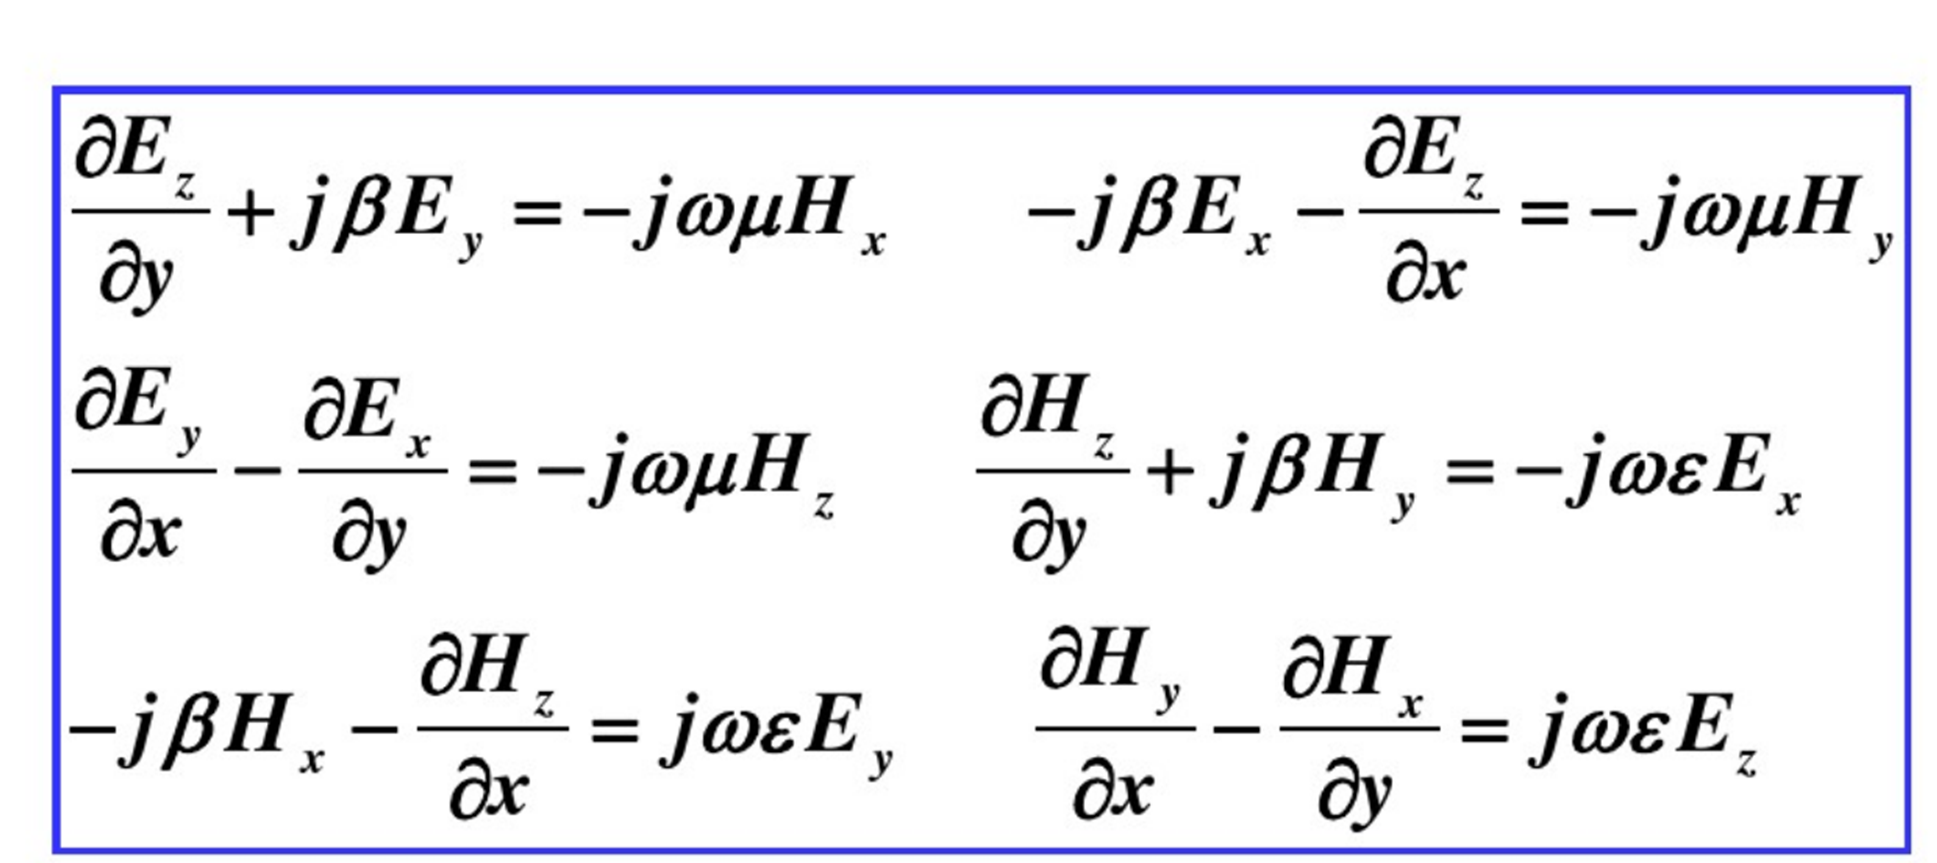 ∂E_z/∂y + jβE_y = −jωμH_x    −jβE_x − ∂E_z/∂x = −jωμH_y
∂E_y/∂x − ∂E_x/∂y = −jωμH_z    ∂H_z/∂y + jβH_y = −jωεE_x
−jβH_x − ∂H_z/∂x = jωεE_y    ∂H_y/∂x − ∂H_x/∂y = jωεE_z